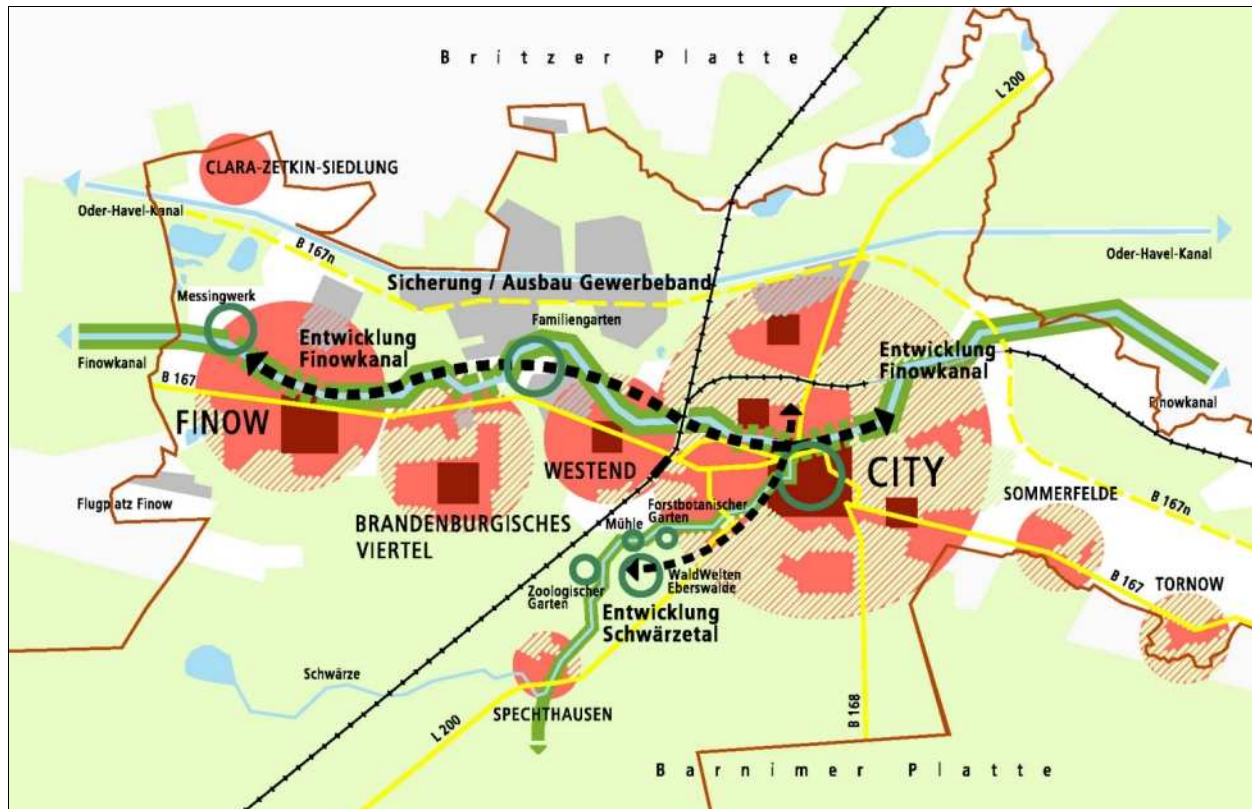 Britzer Platte
L 200
CLARA-ZETKIN-SIEDLUNG
Oder-Havel-Kanal
B 167n
Oder-Havel-Kanal
Sicherung / Ausbau Gewerbeband
Messingwerk
Familiengarten
Entwicklung
Finowkanal
Entwicklung
Finowkanal
Finowkanal
B 167
Finowkanal
FINOW
WESTEND
CITY
Flugplatz Finow
BRANDENBURGISCHES
VIERTEL
Mühle
Forstbotanischer
Garten
SOMMERFELDE
B 167n
Zoologischer
Garten
WaldWelten
Eberswalde
B 167
TORNOW
Entwicklung
Schwärzetal
Schwärze
SPECHTHAUSEN
L 200
B 168
Barnimer Platte